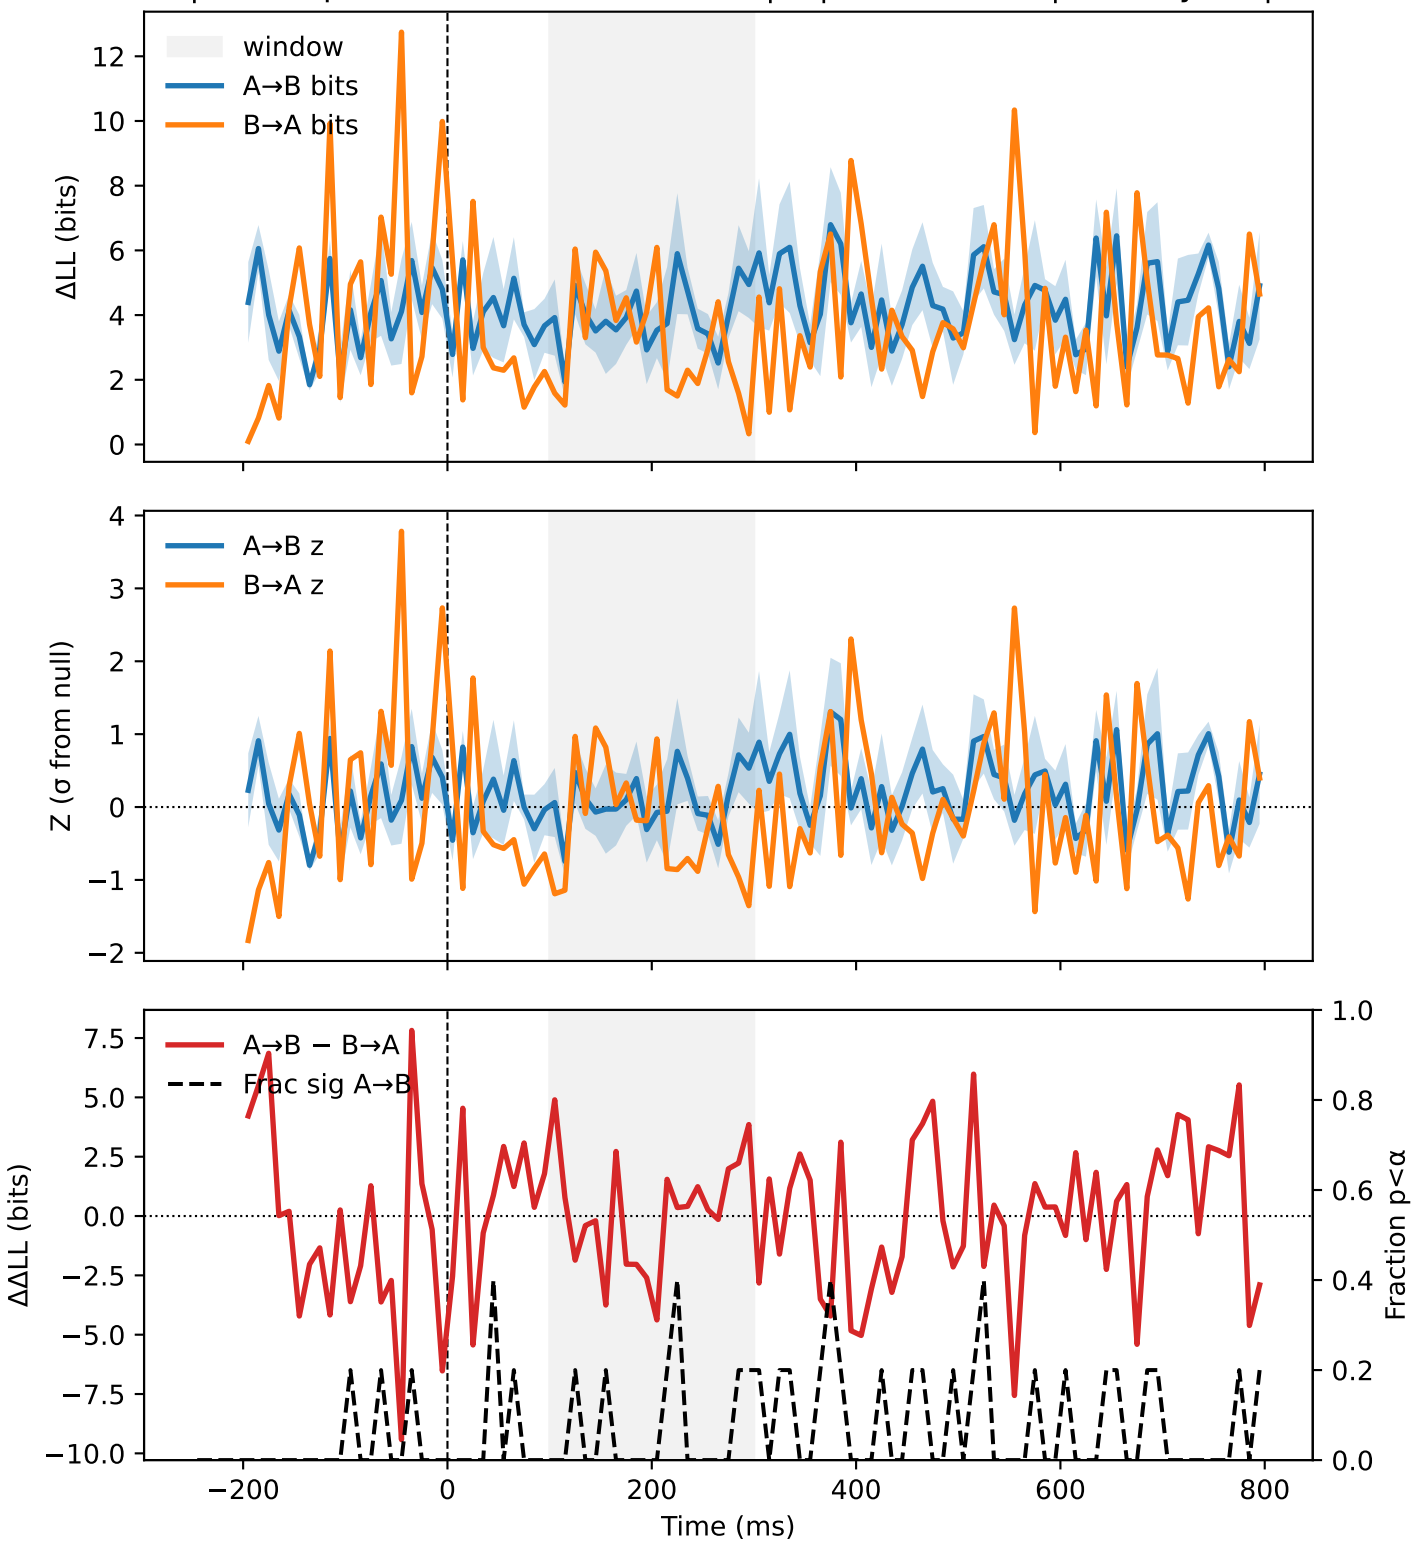 12
10
8
6
4
2
0
ΔLL (bits)
window
A→B bits
B→A bits
4
3
2
1
0
−1
−2
Z (σ from null)
A→B z
B→A z
7.5
5.0
2.5
0.0
−2.5
−5.0
−7.5
−10.0
ΔΔLL (bits)
A→B − B→A
Frac sig A→B
1.0
0.8
0.6
0.4
0.2
0.0
Fraction p<α
−200 0 200 400 600 800
Time (ms)